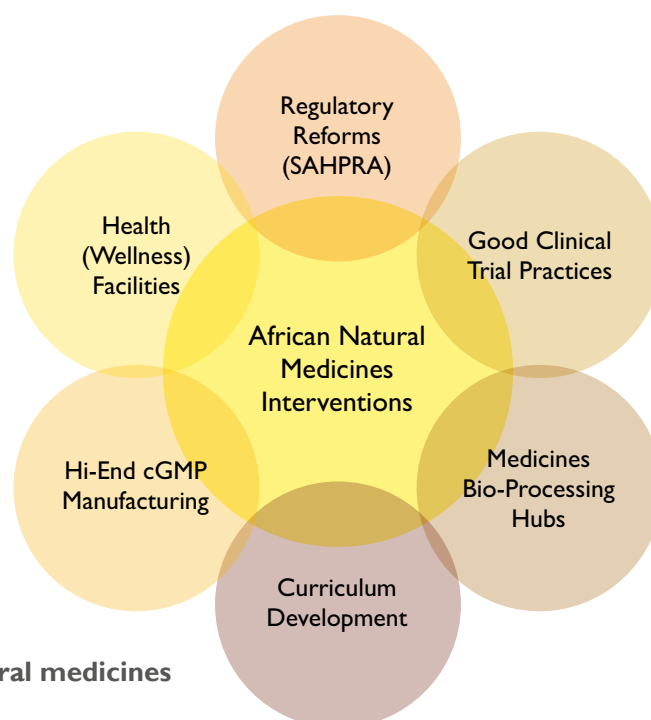 Regulatory
Reforms
(SAHPRA)
Health
(Wellness)
Facilities
Good Clinical
Trial Practices
African Natural
Medicines
Interventions
Hi-End cGMP
Manufacturing
Medicines
Bio-Processing
Hubs
Curriculum
Development
medicines